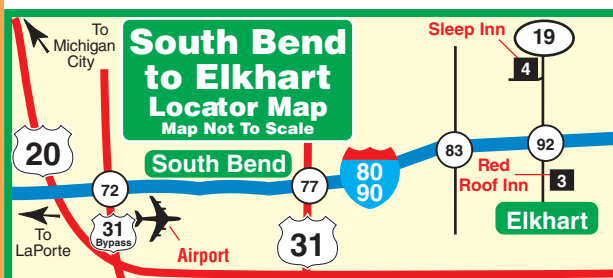 To
Michigan
City
South Bend
to Elkhart
Locator Map
Map Not To Scale
Sleep Inn
19
4
20
South Bend
80
90
83
92
Red
Roof Inn
3
72
77
To
LaPorte
31
Bypass
Airport
31
Elkhart